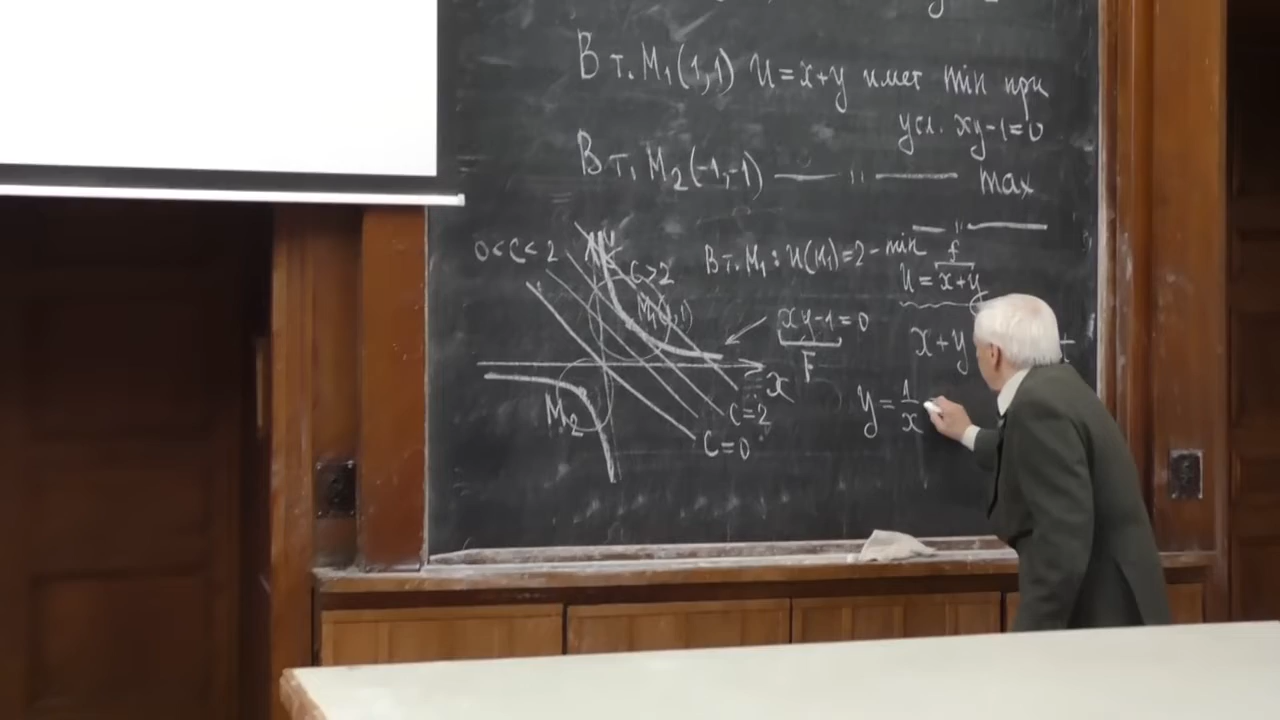 В т. M₁(1,1) u=x+y имеет min при
усл. xy-1=0
В т. M₂(-1,-1) —— " —— max
— " ——
0<C<2
C>2
M₁(1,1)
В т. M₁: u(M₁)=2 - min
f
u=x+y
xy-1=0
F
x+y
x
y=1/x
M₂
C=2
C=0